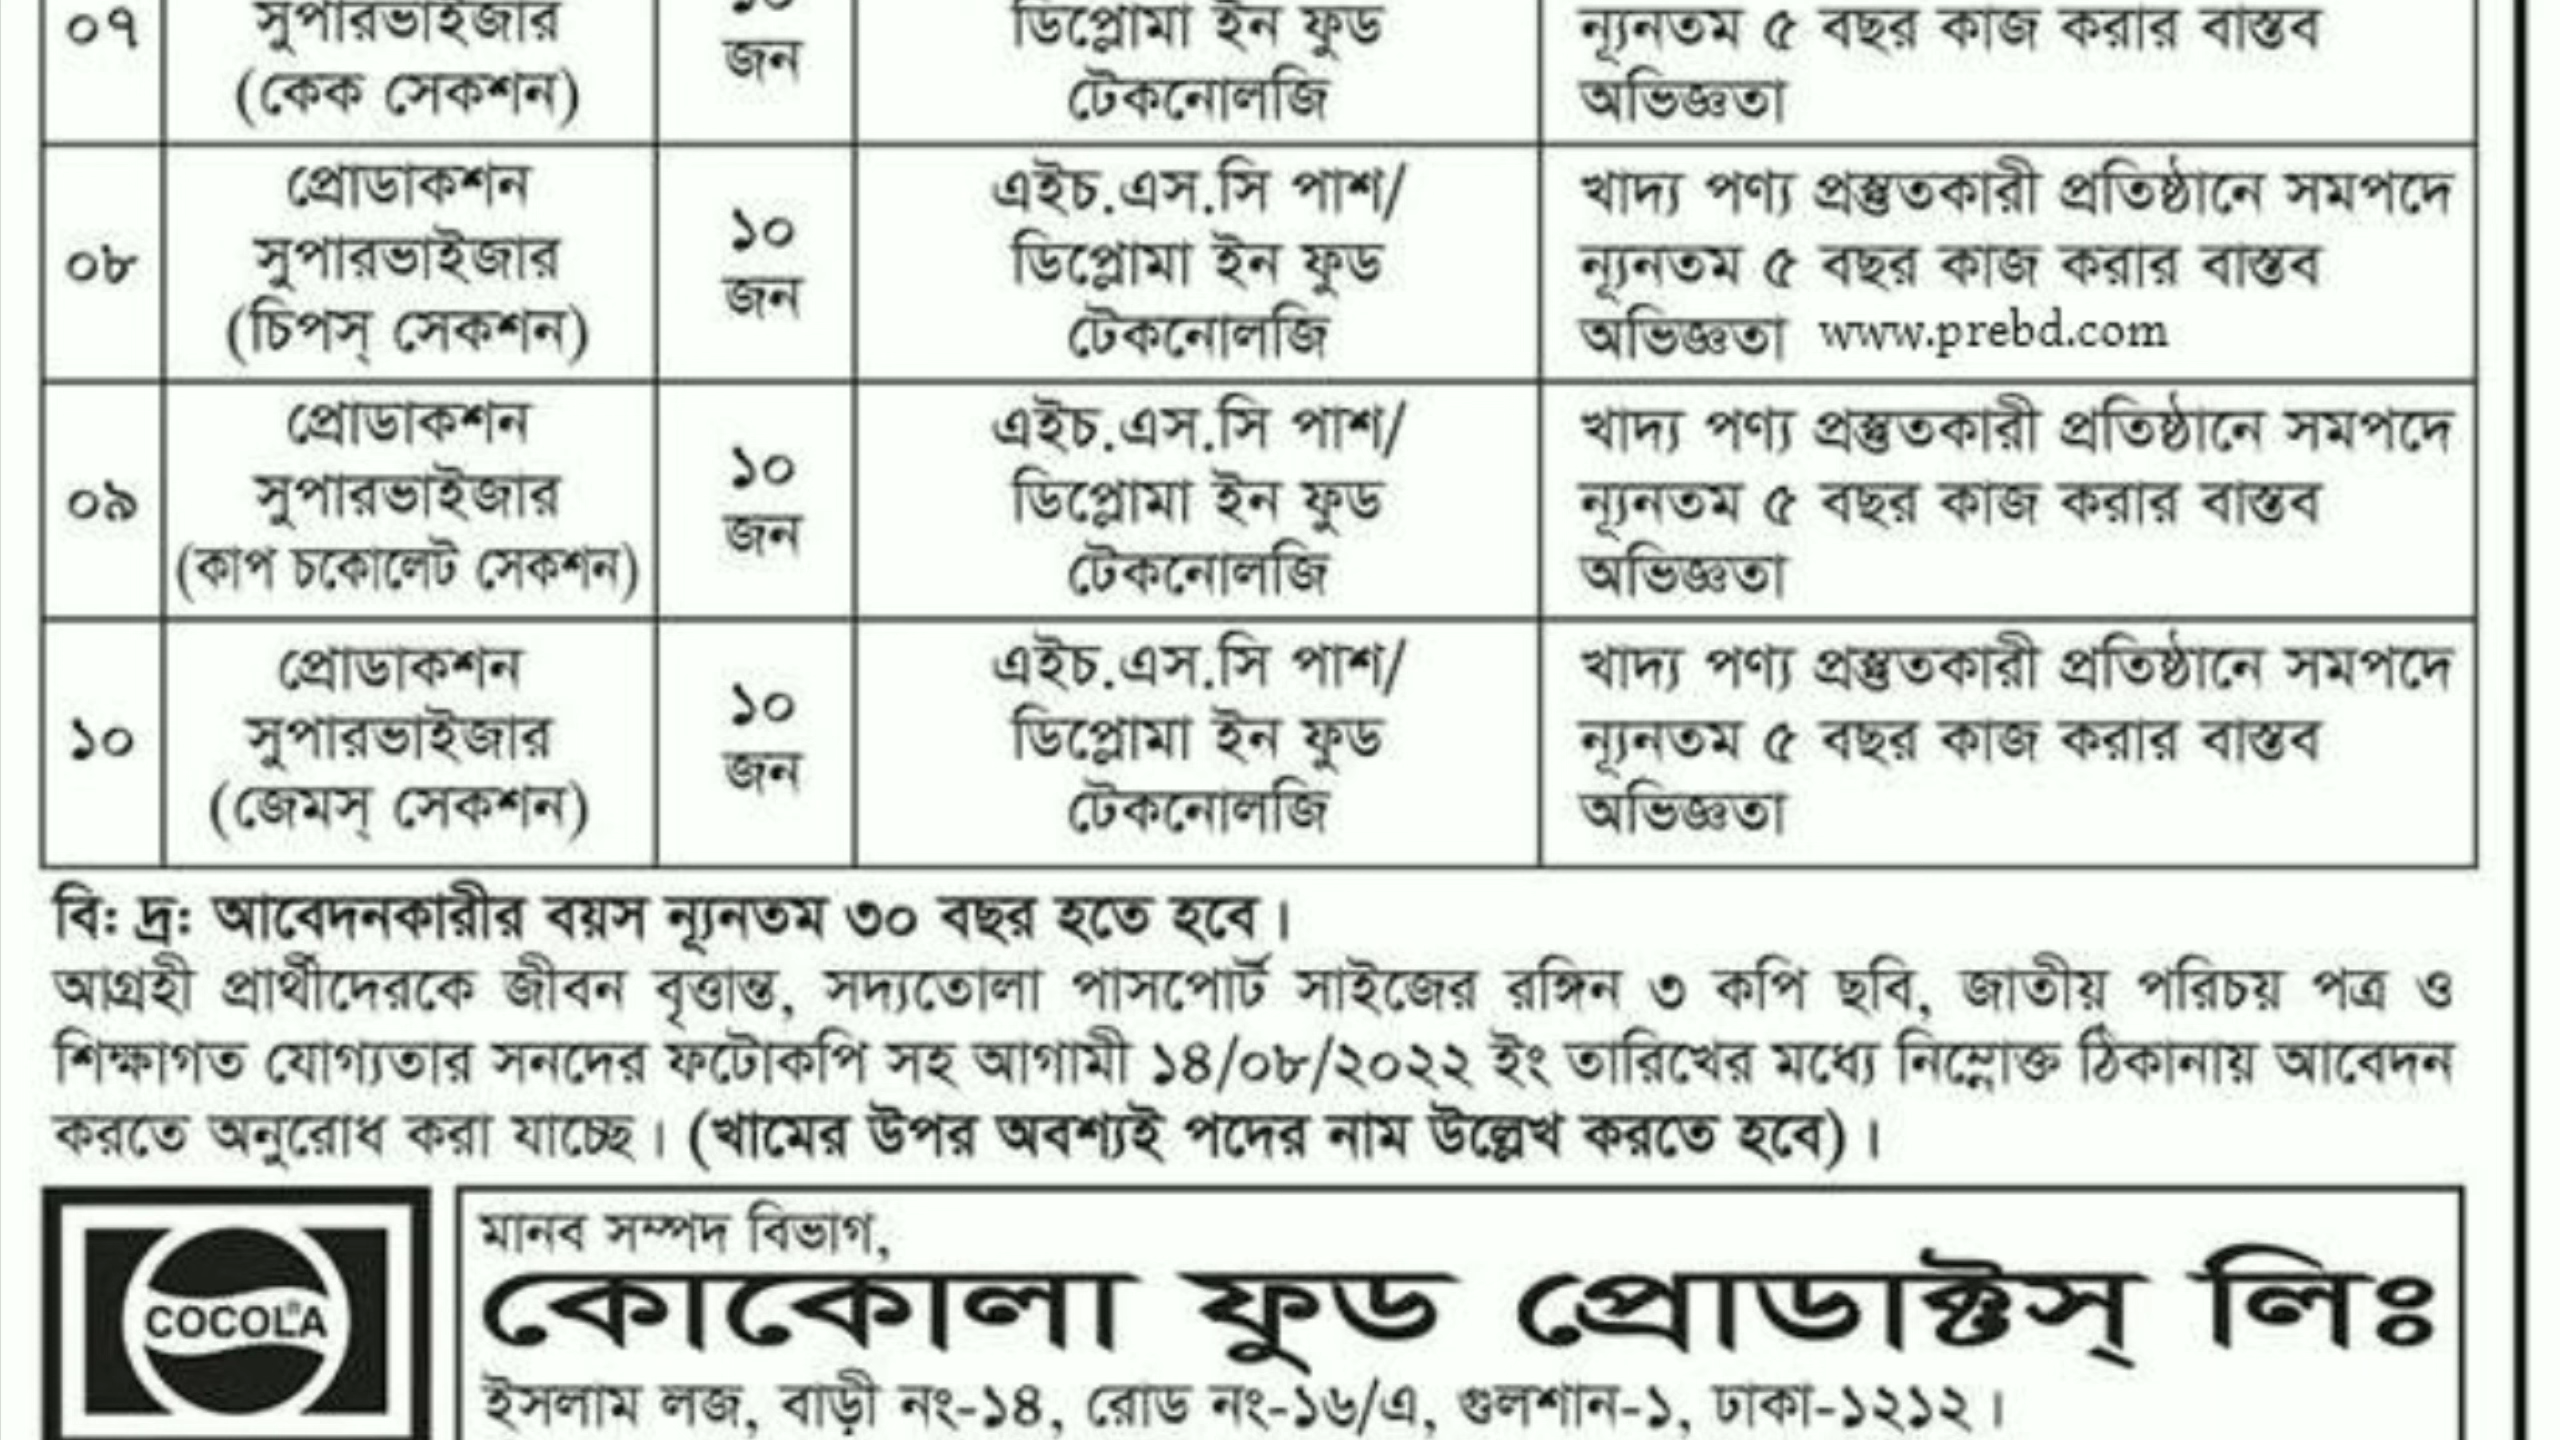 ০৭ সুপারভাইজার ১০ ডিপ্লোমা ইন ফুড ন্যূনতম ৫ বছর কাজ করার বাস্তব
(কেক সেকশন) জন টেকনোলজি অভিজ্ঞতা
প্রোডাকশন এইচ.এস.সি পাশ/ খাদ্য পণ্য প্রস্তুতকারী প্রতিষ্ঠানে সমপদে
০৮ সুপারভাইজার ১০ ডিপ্লোমা ইন ফুড ন্যূনতম ৫ বছর কাজ করার বাস্তব
(চিপস্ সেকশন) জন টেকনোলজি অভিজ্ঞতা www.prebd.com
প্রোডাকশন এইচ.এস.সি পাশ/ খাদ্য পণ্য প্রস্তুতকারী প্রতিষ্ঠানে সমপদে
০৯ সুপারভাইজার ১০ ডিপ্লোমা ইন ফুড ন্যূনতম ৫ বছর কাজ করার বাস্তব
(কাপ চকোলেট সেকশন) জন টেকনোলজি অভিজ্ঞতা
প্রোডাকশন এইচ.এস.সি পাশ/ খাদ্য পণ্য প্রস্তুতকারী প্রতিষ্ঠানে সমপদে
১০ সুপারভাইজার ১০ ডিপ্লোমা ইন ফুড ন্যূনতম ৫ বছর কাজ করার বাস্তব
(জেমস্ সেকশন) জন টেকনোলজি অভিজ্ঞতা
বি: দ্র: আবেদনকারীর বয়স ন্যূনতম ৩০ বছর হতে হবে।
আগ্রহী প্রার্থীদেরকে জীবন বৃত্তান্ত, সদ্যতোলা পাসপোর্ট সাইজের রঙ্গিন ৩ কপি ছবি, জাতীয় পরিচয় পত্র ও
শিক্ষাগত যোগ্যতার সনদের ফটোকপি সহ আগামী ১৪/০৮/২০২২ ইং তারিখের মধ্যে নিম্নোক্ত ঠিকানায় আবেদন
করতে অনুরোধ করা যাচ্ছে। (খামের উপর অবশ্যই পদের নাম উল্লেখ করতে হবে)।
মানব সম্পদ বিভাগ,
COCOLA কোকোলা ফুড প্রোডাক্টস্ লিঃ
ইসলাম লজ, বাড়ী নং-১৪, রোড নং-১৬/এ, গুলশান-১, ঢাকা-১২১২।